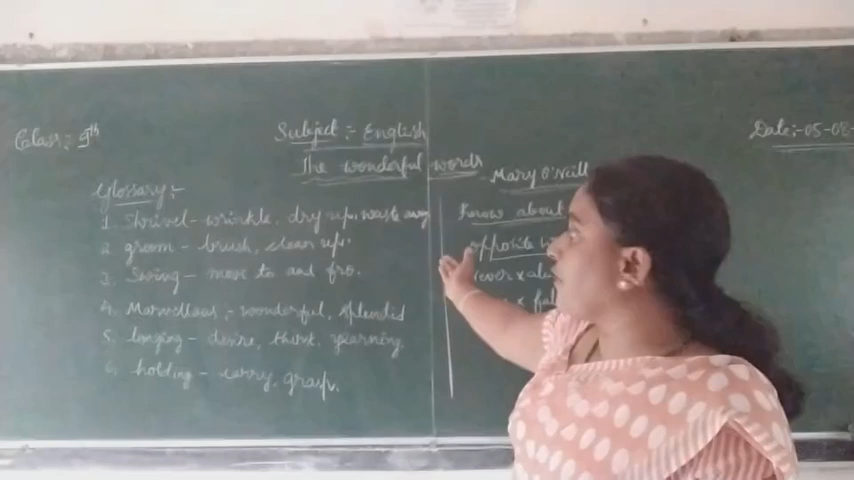 Class: 9th
Subject :- English
Date:- 05-08-
The wonderful words
Mary O'Neill
Glossary :-
1. Shrivel - wrinkle, dry up, waste away
2. groom - brush, clean up.
3. Swing - move to and fro.
4. Marvellous :- wonderful, splendid
5. longing - desire, thirst, yearning.
6. holding - carry, grasp.
Know about
opposite